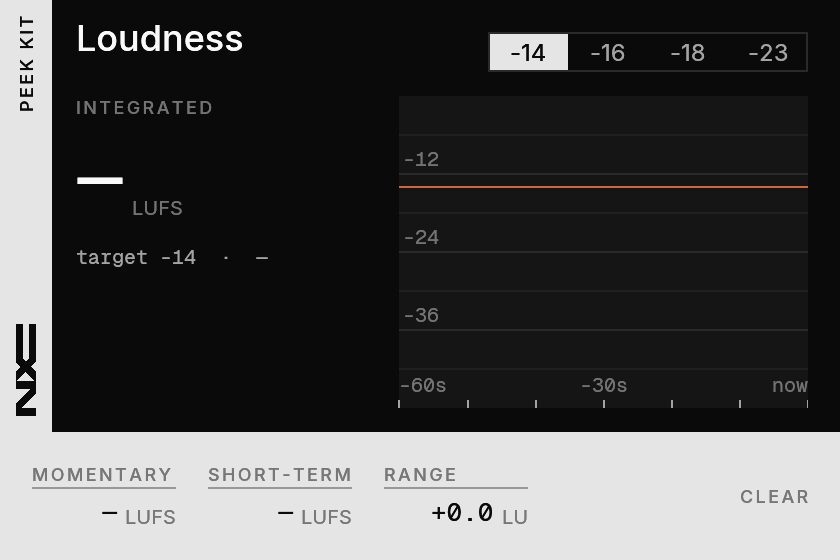 PEEK KIT
NXE
Loudness
-14 -16 -18 -23
INTEGRATED
— LUFS
target -14 · —
-12
-24
-36
-60s -30s now
MOMENTARY SHORT-TERM RANGE
— LUFS — LUFS +0.0 LU
CLEAR